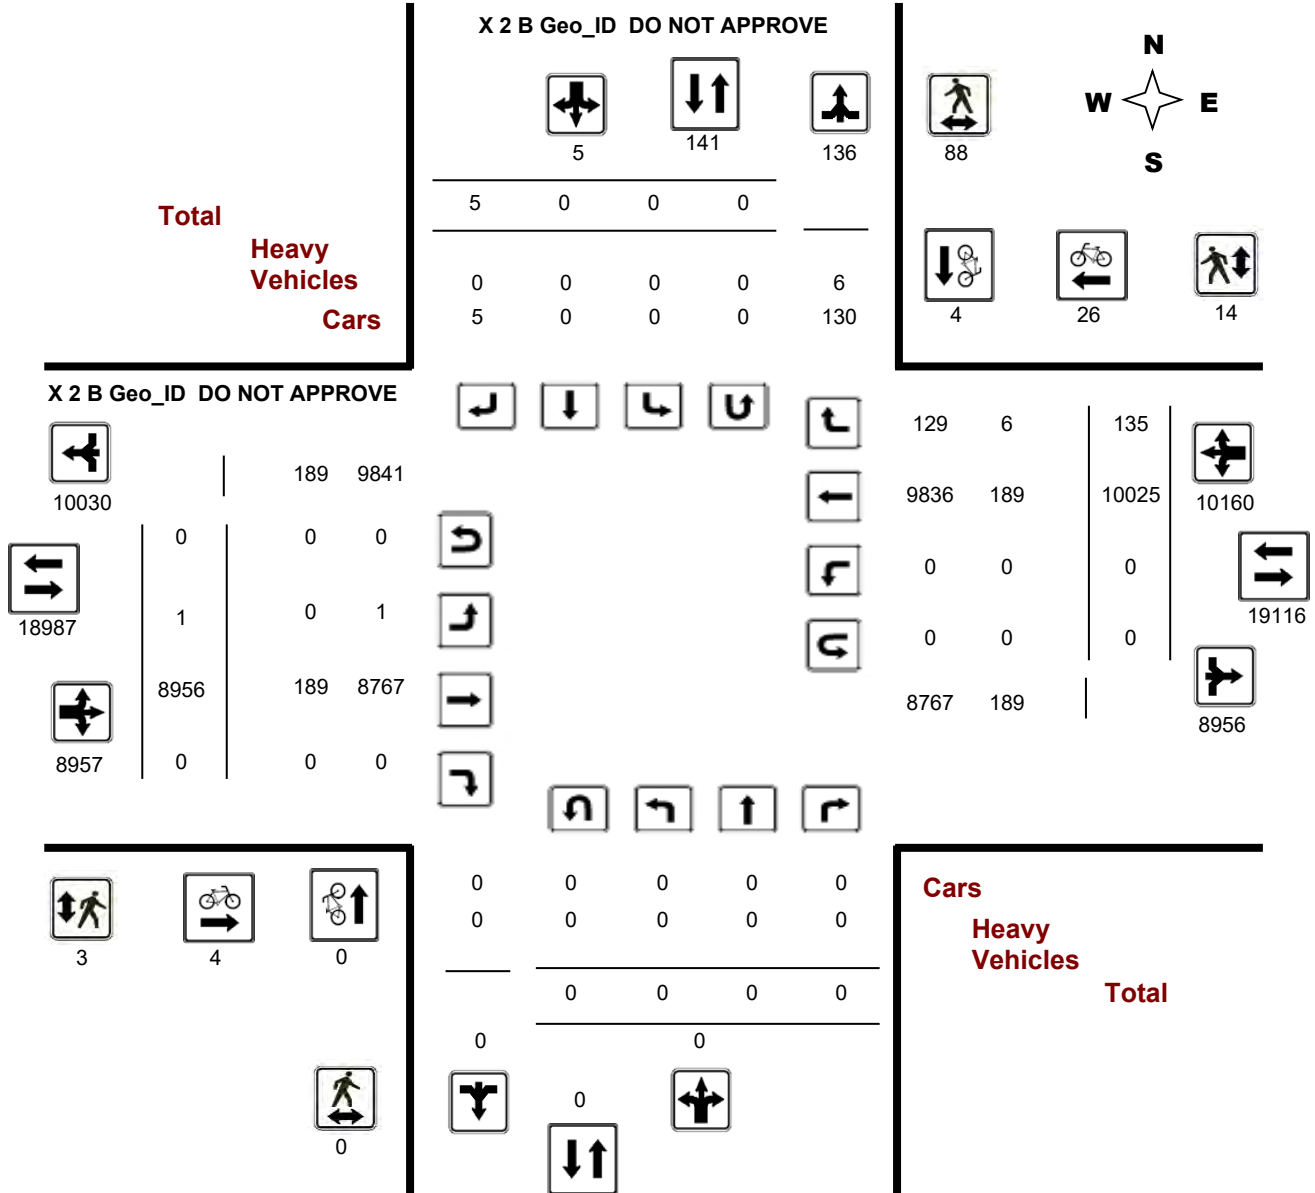 X 2 B Geo_ID DO NOT APPROVE
N
W E
S
5 141 136 88
Total
5 0 0 0
Heavy
Vehicles
0 0 0 0 6
Cars
5 0 0 0 130
4 26 14
X 2 B Geo_ID DO NOT APPROVE
129 6 135
189 9841
10030
9836 189 10025 10160
0 0 0
0 0 0
1 0 1
18987
19116
0 0 0
8956 189 8767
8767 189
8956
8957 0 0 0
0 0 0 0 0
Cars
0 0 0 0 0
Heavy
Vehicles
3 4 0
0 0 0 0
Total
0 0
0
0